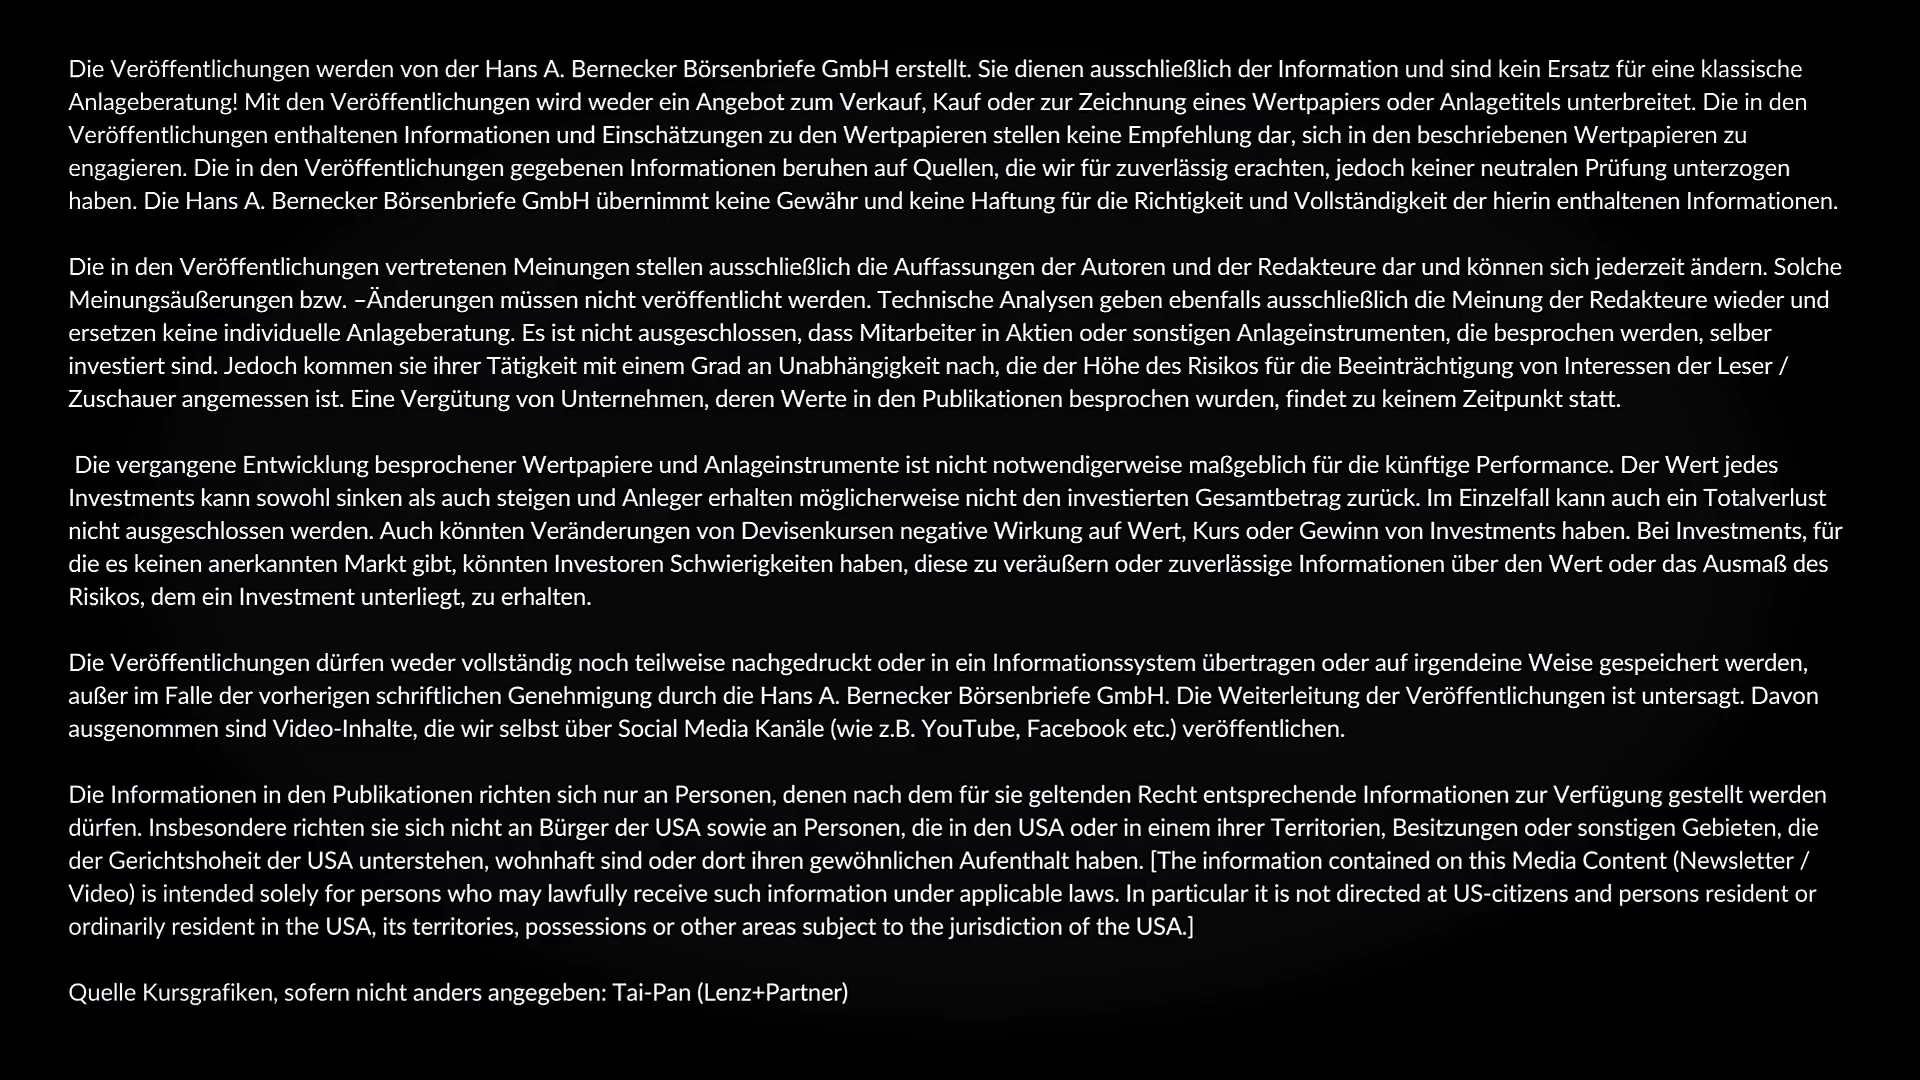 Die Veröffentlichungen werden von der Hans A. Bernecker Börsenbriefe GmbH erstellt. Sie dienen ausschließlich der Information und sind kein Ersatz für eine klassische
Anlageberatung! Mit den Veröffentlichungen wird weder ein Angebot zum Verkauf, Kauf oder zur Zeichnung eines Wertpapiers oder Anlagetitels unterbreitet. Die in den
Veröffentlichungen enthaltenen Informationen und Einschätzungen zu den Wertpapieren stellen keine Empfehlung dar, sich in den beschriebenen Wertpapieren zu
engagieren. Die in den Veröffentlichungen gegebenen Informationen beruhen auf Quellen, die wir für zuverlässig erachten, jedoch keiner neutralen Prüfung unterzogen
haben. Die Hans A. Bernecker Börsenbriefe GmbH übernimmt keine Gewähr und keine Haftung für die Richtigkeit und Vollständigkeit der hierin enthaltenen Informationen.
Die in den Veröffentlichungen vertretenen Meinungen stellen ausschließlich die Auffassungen der Autoren und der Redakteure dar und können sich jederzeit ändern. Solche
Meinungsäußerungen bzw. –Änderungen müssen nicht veröffentlicht werden. Technische Analysen geben ebenfalls ausschließlich die Meinung der Redakteure wieder und
ersetzen keine individuelle Anlageberatung. Es ist nicht ausgeschlossen, dass Mitarbeiter in Aktien oder sonstigen Anlageinstrumenten, die besprochen werden, selber
investiert sind. Jedoch kommen sie ihrer Tätigkeit mit einem Grad an Unabhängigkeit nach, die der Höhe des Risikos für die Beeinträchtigung von Interessen der Leser /
Zuschauer angemessen ist. Eine Vergütung von Unternehmen, deren Werte in den Publikationen besprochen wurden, findet zu keinem Zeitpunkt statt.
Die vergangene Entwicklung besprochener Wertpapiere und Anlageinstrumente ist nicht notwendigerweise maßgeblich für die künftige Performance. Der Wert jedes
Investments kann sowohl sinken als auch steigen und Anleger erhalten möglicherweise nicht den investierten Gesamtbetrag zurück. Im Einzelfall kann auch ein Totalverlust
nicht ausgeschlossen werden. Auch könnten Veränderungen von Devisenkursen negative Wirkung auf Wert, Kurs oder Gewinn von Investments haben. Bei Investments, für
die es keinen anerkannten Markt gibt, könnten Investoren Schwierigkeiten haben, diese zu veräußern oder zuverlässige Informationen über den Wert oder das Ausmaß des
Risikos, dem ein Investment unterliegt, zu erhalten.
Die Veröffentlichungen dürfen weder vollständig noch teilweise nachgedruckt oder in ein Informationssystem übertragen oder auf irgendeine Weise gespeichert werden,
außer im Falle der vorherigen schriftlichen Genehmigung durch die Hans A. Bernecker Börsenbriefe GmbH. Die Weiterleitung der Veröffentlichungen ist untersagt. Davon
ausgenommen sind Video-Inhalte, die wir selbst über Social Media Kanäle (wie z.B. YouTube, Facebook etc.) veröffentlichen.
Die Informationen in den Publikationen richten sich nur an Personen, denen nach dem für sie geltenden Recht entsprechende Informationen zur Verfügung gestellt werden
dürfen. Insbesondere richten sie sich nicht an Bürger der USA sowie an Personen, die in den USA oder in einem ihrer Territorien, Besitzungen oder sonstigen Gebieten, die
der Gerichtshoheit der USA unterstehen, wohnhaft sind oder dort ihren gewöhnlichen Aufenthalt haben. [The information contained on this Media Content (Newsletter /
Video) is intended solely for persons who may lawfully receive such information under applicable laws. In particular it is not directed at US-citizens and persons resident or
ordinarily resident in the USA, its territories, possessions or other areas subject to the jurisdiction of the USA.]
Quelle Kursgrafiken, sofern nicht anders angegeben: Tai-Pan (Lenz+Partner)